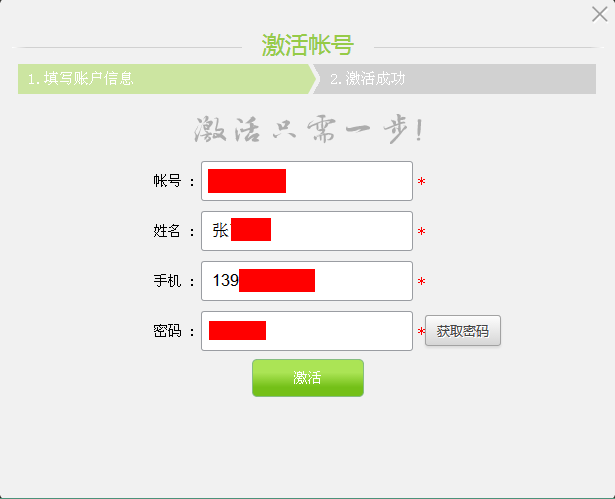 激活帐号
1.填写账户信息 2.激活成功
激活只需一步!
帐号 : *
姓名 : 张 *
手机 : 139 *
密码 : * 获取密码
激活